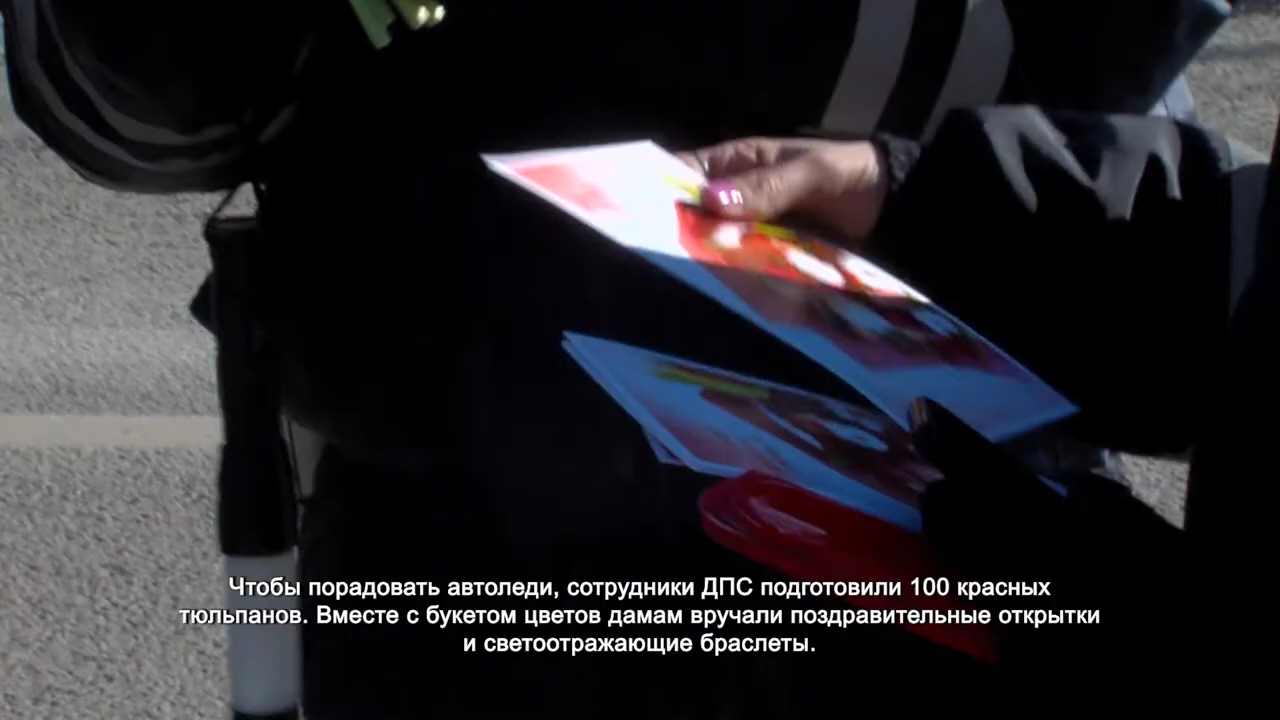 Чтобы порадовать автоледи, сотрудники ДПС подготовили 100 красных
тюльпанов. Вместе с букетом цветов дамам вручали поздравительные открытки
и светоотражающие браслеты.